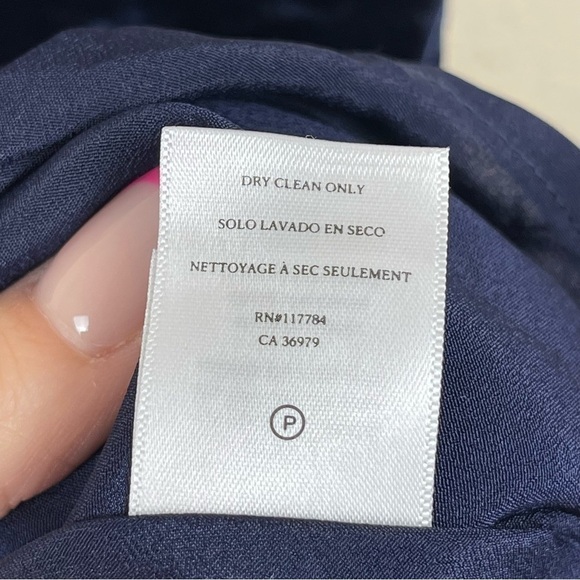 DRY CLEAN ONLY
SOLO LAVADO EN SECO
NETTOYAGE À SEC SEULEMENT
RN#117784
CA 36979
P